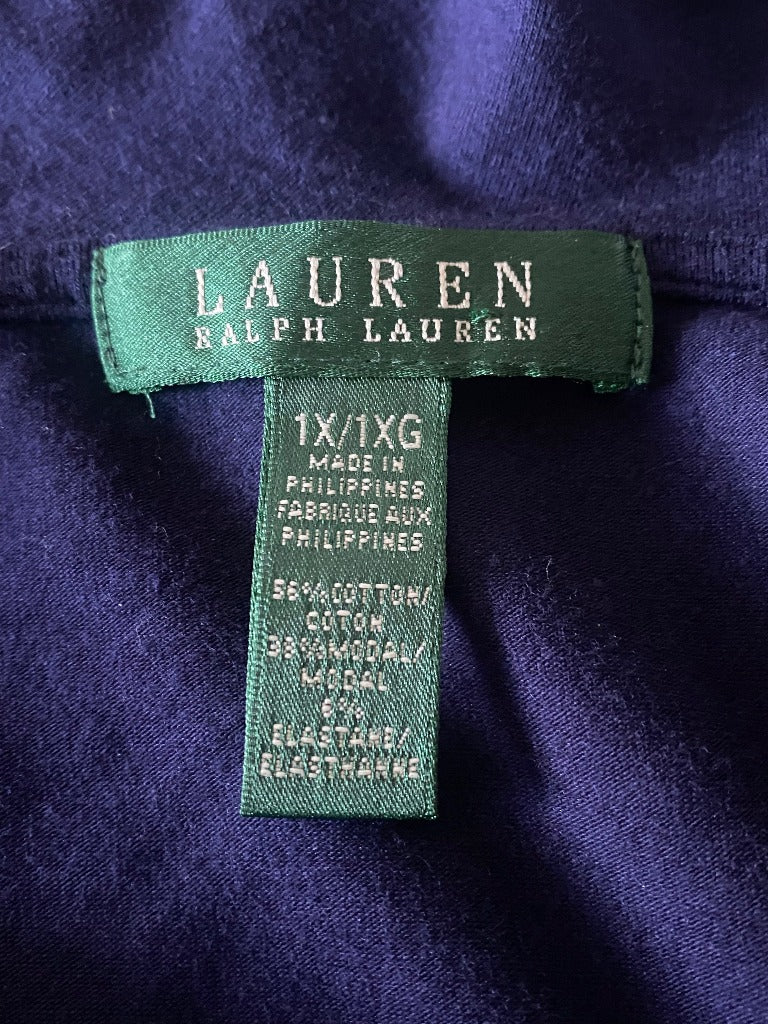 LAUREN
RALPH LAUREN
1X/1XG
MADE IN
PHILIPPINES
FABRIQUE AUX
PHILIPPINES
56% COTTON/
COTON
38% MODAL/
MODAL
6%
ELASTANE/
ELASTHANNE